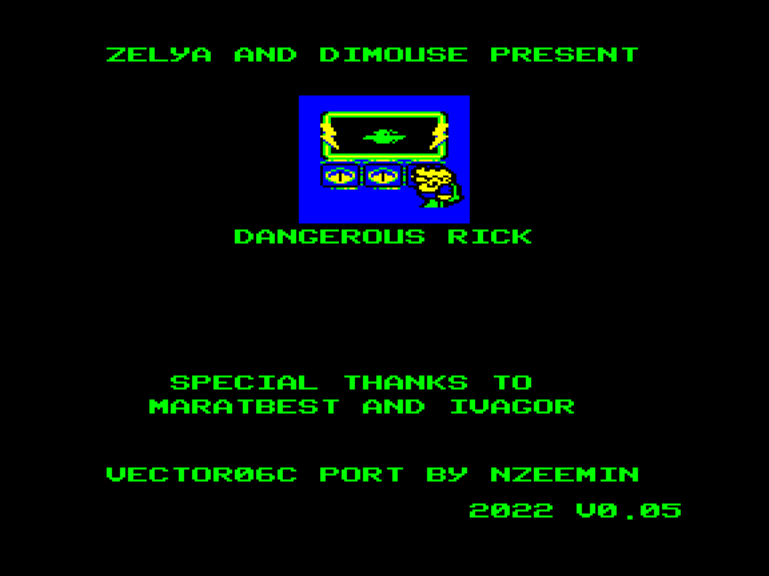 ZELYA AND DIMOUSE PRESENT
DANGEROUS RICK
SPECIAL THANKS TO
MARATBEST AND IVAGOR
VECTOR06C PORT BY NZEEMIN
2022 V0.05